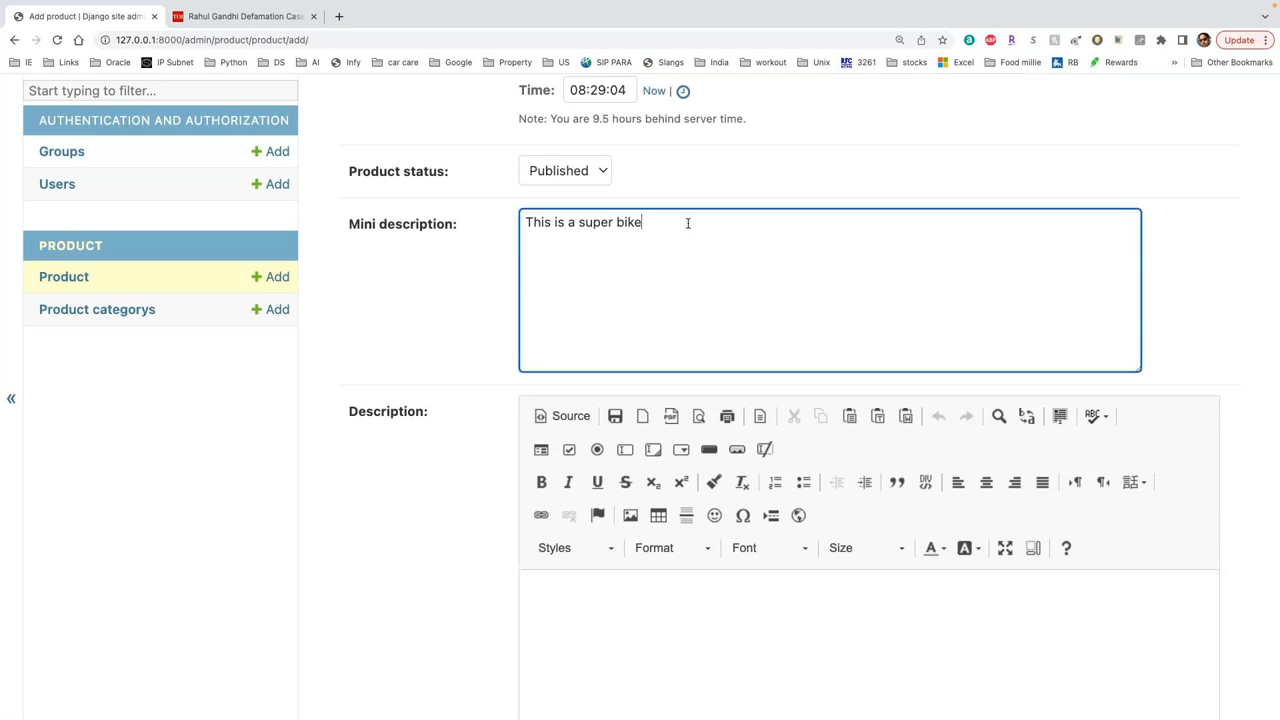 Add product | Django site adm
Rahul Gandhi Defamation Case
127.0.0.1:8000/admin/product/product/add/
Update
IE Links Oracle IP Subnet Python DS AI Infy car care Google Property US SIP PARA Slangs India workout Unix 3261 stocks Excel Food millie RB Rewards » Other Bookmarks
Start typing to filter...
AUTHENTICATION AND AUTHORIZATION
Groups + Add
Users + Add
PRODUCT
Product + Add
Product categorys + Add
«
Time: 08:29:04 Now |
Note: You are 9.5 hours behind server time.
Product status: Published
Mini description: This is a super bike
Description:
Source
Styles Format Font Size